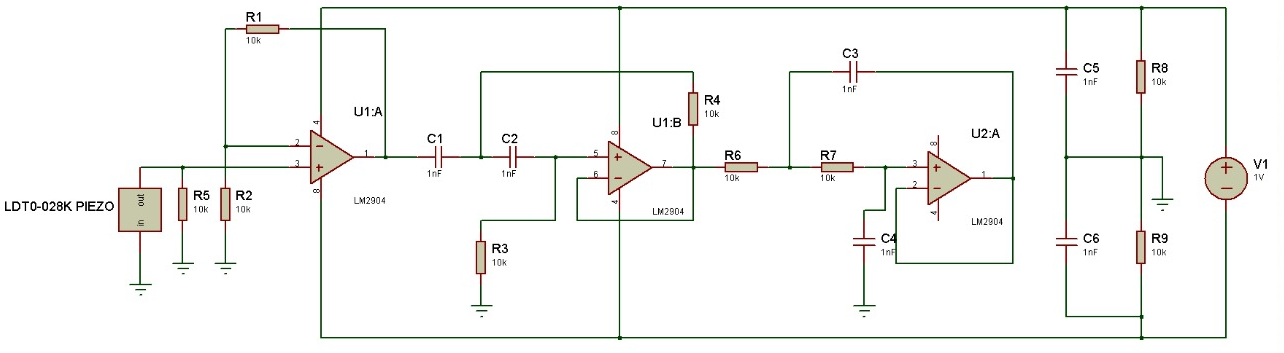 R1
10k
4
U1:A
2
1
3
8
LM2904
LDT0-028K PIEZO
out
in
R5
10k
R2
10k
C1
1nF
C2
1nF
R3
10k
R4
10k
U1:B
8
5
7
6
4
LM2904
R6
10k
R7
10k
C3
1nF
C4
1nF
U2:A
8
3
1
2
4
LM2904
C5
1nF
R8
10k
C6
1nF
R9
10k
V1
1V